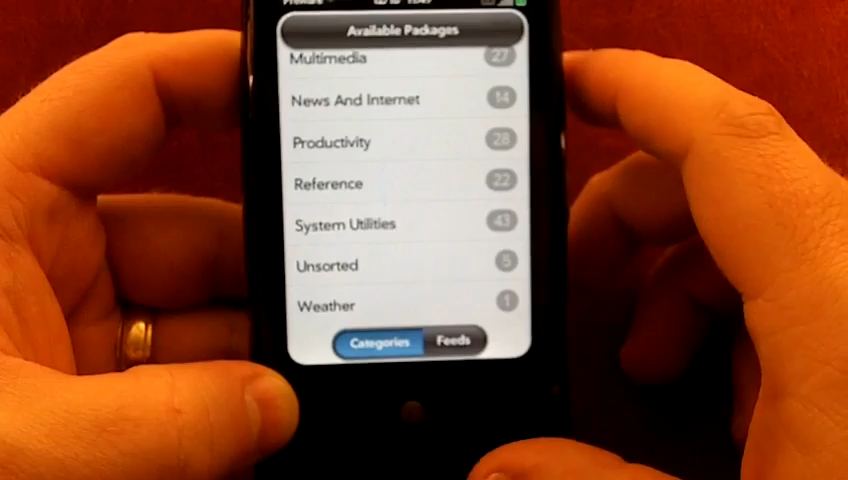 Preware
Available Packages
Multimedia 27
News And Internet 14
Productivity 28
Reference 22
System Utilities 43
Unsorted 5
Weather 1
Categories Feeds